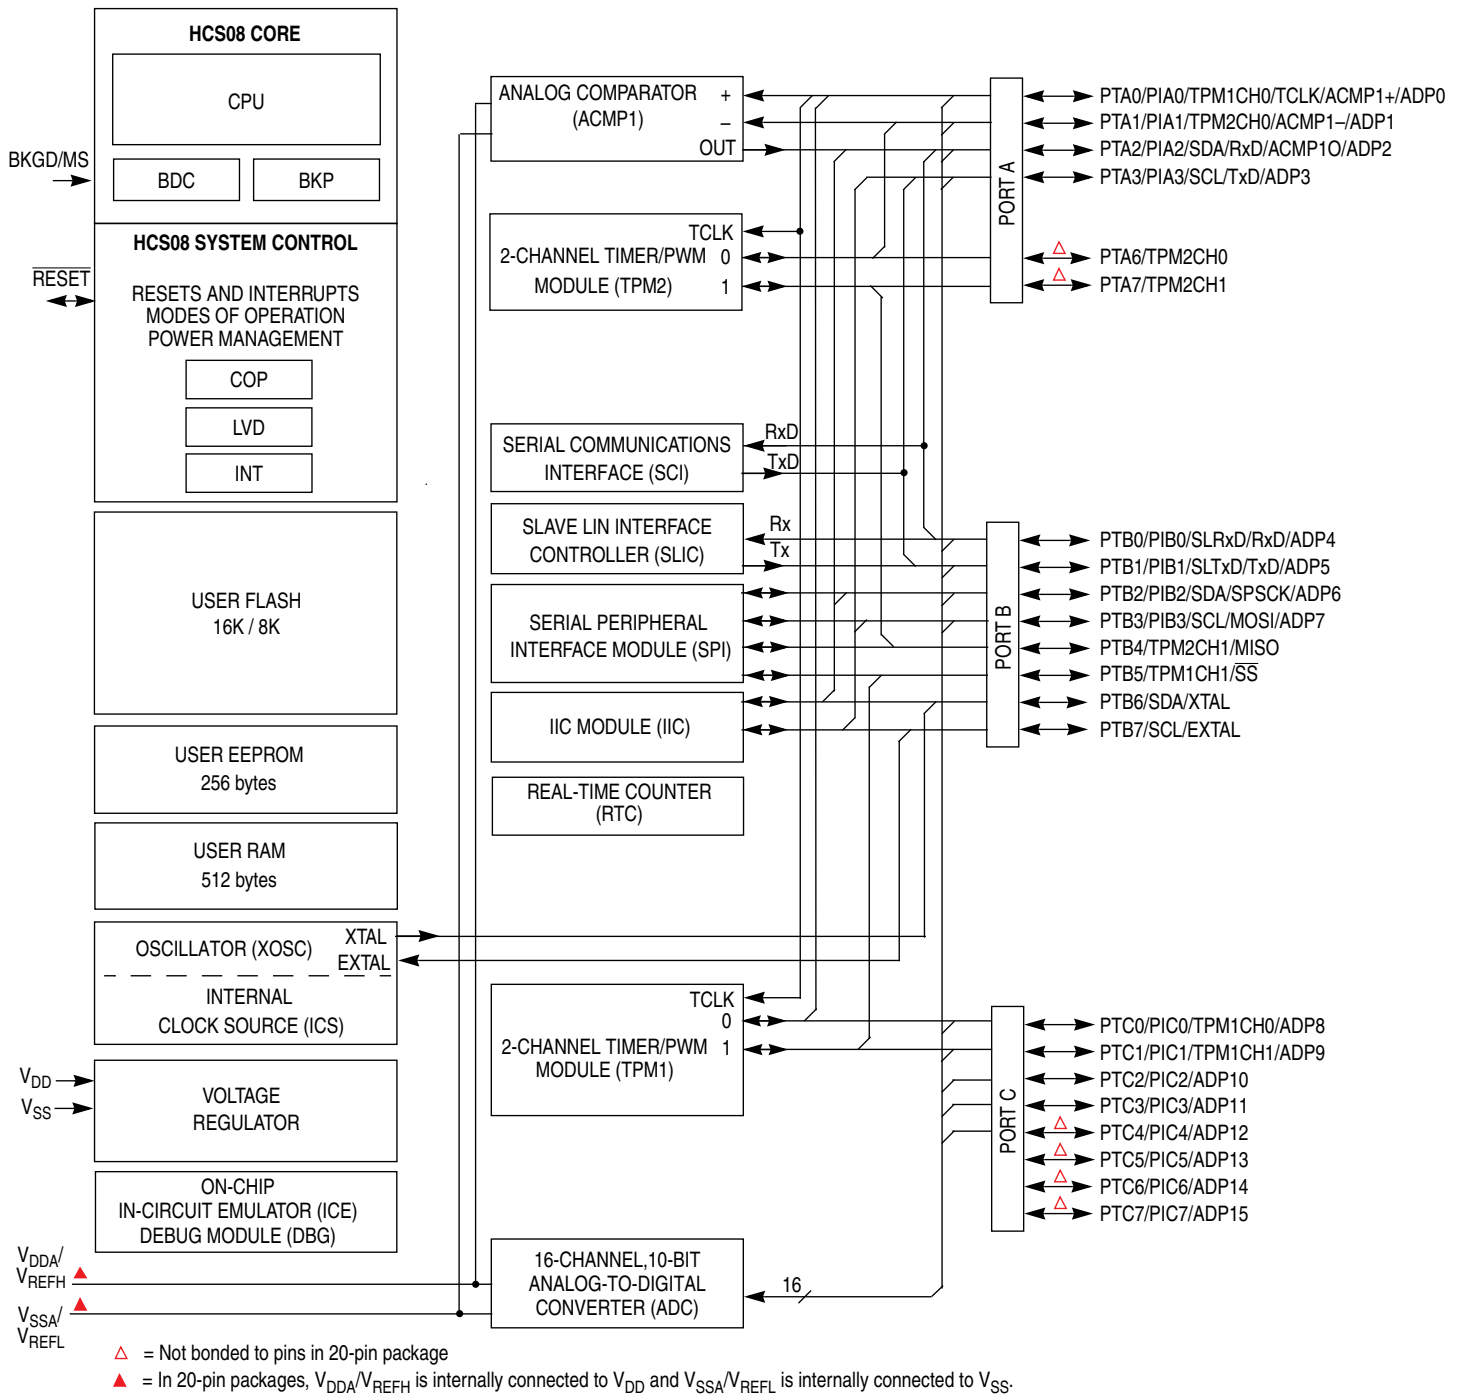 HCS08 CORE
CPU
BDC
BKP
BKGD/MS
HCS08 SYSTEM CONTROL
RESET
RESETS AND INTERRUPTS
MODES OF OPERATION
POWER MANAGEMENT
COP
LVD
INT
USER FLASH
16K / 8K
USER EEPROM
256 bytes
USER RAM
512 bytes
OSCILLATOR (XOSC)
XTAL
EXTAL
INTERNAL
CLOCK SOURCE (ICS)
VDD
VSS
VOLTAGE
REGULATOR
ON-CHIP
IN-CIRCUIT EMULATOR (ICE)
DEBUG MODULE (DBG)
VDDA/
VREFH
VSSA/
VREFL
ANALOG COMPARATOR
(ACMP1)
+
–
OUT
TCLK
2-CHANNEL TIMER/PWM 0
MODULE (TPM2) 1
SERIAL COMMUNICATIONS
INTERFACE (SCI)
RxD
TxD
SLAVE LIN INTERFACE
CONTROLLER (SLIC)
Rx
Tx
SERIAL PERIPHERAL
INTERFACE MODULE (SPI)
IIC MODULE (IIC)
REAL-TIME COUNTER
(RTC)
TCLK
0
2-CHANNEL TIMER/PWM 1
MODULE (TPM1)
16-CHANNEL,10-BIT
ANALOG-TO-DIGITAL
CONVERTER (ADC)
16
PORT A
PTA0/PIA0/TPM1CH0/TCLK/ACMP1+/ADP0
PTA1/PIA1/TPM2CH0/ACMP1–/ADP1
PTA2/PIA2/SDA/RxD/ACMP1O/ADP2
PTA3/PIA3/SCL/TxD/ADP3
PTA6/TPM2CH0
PTA7/TPM2CH1
PORT B
PTB0/PIB0/SLRxD/RxD/ADP4
PTB1/PIB1/SLTxD/TxD/ADP5
PTB2/PIB2/SDA/SPSCK/ADP6
PTB3/PIB3/SCL/MOSI/ADP7
PTB4/TPM2CH1/MISO
PTB5/TPM1CH1/SS
PTB6/SDA/XTAL
PTB7/SCL/EXTAL
PORT C
PTC0/PIC0/TPM1CH0/ADP8
PTC1/PIC1/TPM1CH1/ADP9
PTC2/PIC2/ADP10
PTC3/PIC3/ADP11
PTC4/PIC4/ADP12
PTC5/PIC5/ADP13
PTC6/PIC6/ADP14
PTC7/PIC7/ADP15
△ = Not bonded to pins in 20-pin package
▲ = In 20-pin packages, VDDA/VREFH is internally connected to VDD and VSSA/VREFL is internally connected to VSS.